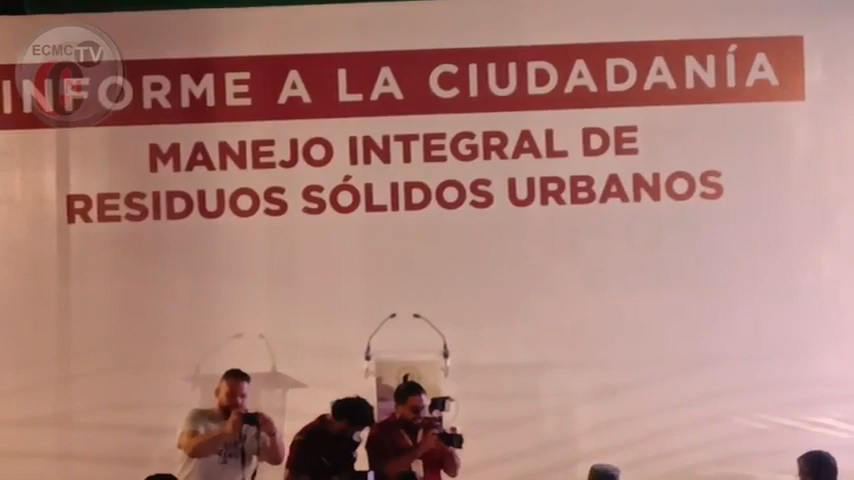 ECMC TV
INFORME A LA CIUDADANÍA
MANEJO INTEGRAL DE
RESIDUOS SÓLIDOS URBANOS